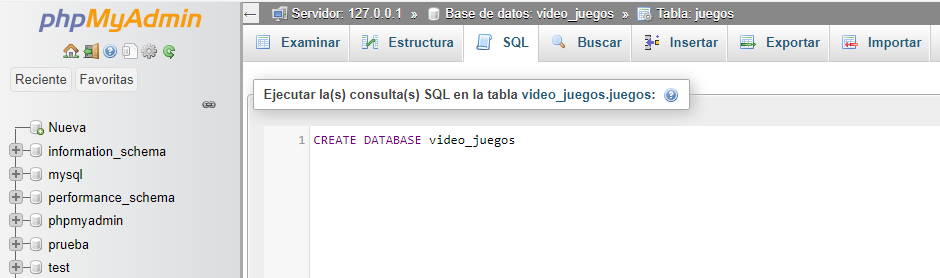 phpMyAdmin
Reciente Favoritas
Nueva
information_schema
mysql
performance_schema
phpmyadmin
prueba
test
Servidor: 127.0.0.1 » Base de datos: video_juegos » Tabla: juegos
Examinar Estructura SQL Buscar Insertar Exportar Importar
Ejecutar la(s) consulta(s) SQL en la tabla video_juegos.juegos:
1 CREATE DATABASE video_juegos